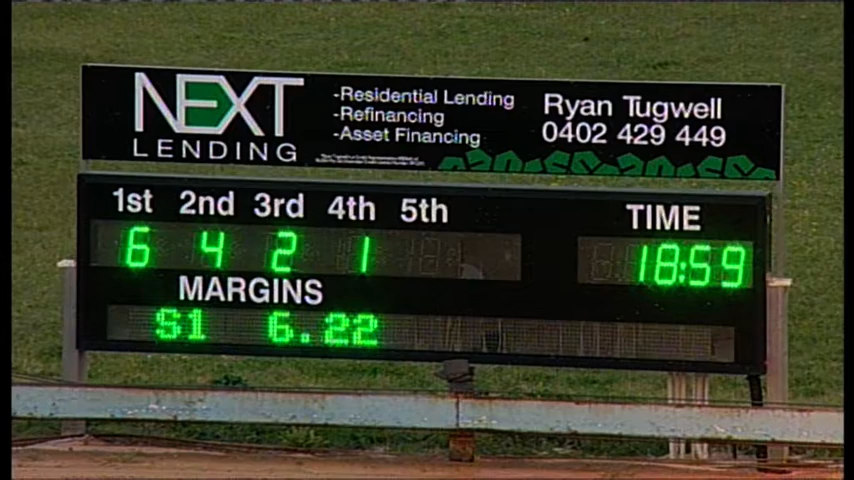 NEXT
LENDING
-Residential Lending
-Refinancing
-Asset Financing
Ryan Tugwell
0402 429 449
1st 2nd 3rd 4th 5th TIME
6 4 2 1 18:59
MARGINS
S1 6.22